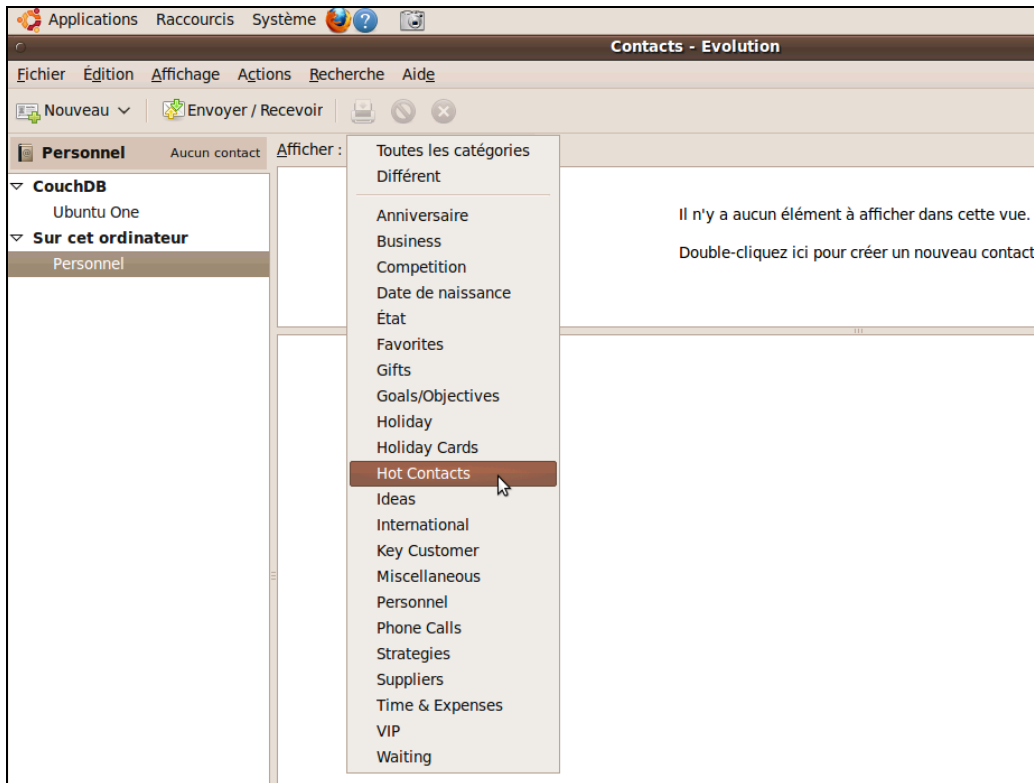 Applications Raccourcis Système
Contacts - Evolution
Fichier Édition Affichage Actions Recherche Aide
Nouveau Envoyer / Recevoir
Personnel Aucun contact Afficher :
CouchDB
Ubuntu One
Sur cet ordinateur
Personnel
Toutes les catégories
Différent
Anniversaire
Business
Competition
Date de naissance
État
Favorites
Gifts
Goals/Objectives
Holiday
Holiday Cards
Hot Contacts
Ideas
International
Key Customer
Miscellaneous
Personnel
Phone Calls
Strategies
Suppliers
Time & Expenses
VIP
Waiting
Il n'y a aucun élément à afficher dans cette vue.
Double-cliquez ici pour créer un nouveau contact